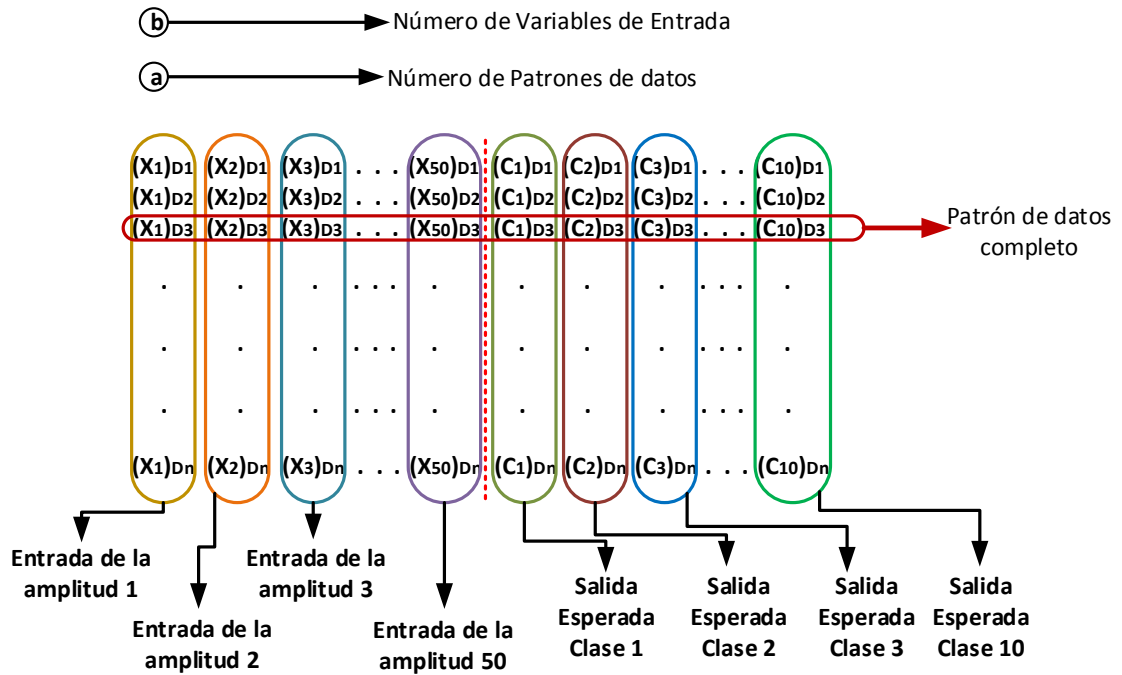 b Número de Variables de Entrada
a Número de Patrones de datos
(X1)D1 (X2)D1 (X3)D1 . . . (X50)D1 (C1)D1 (C2)D1 (C3)D1 . . . (C10)D1
(X1)D2 (X2)D2 (X3)D2 . . . (X50)D2 (C1)D2 (C2)D2 (C3)D2 . . . (C10)D2
(X1)D3 (X2)D3 (X3)D3 . . . (X50)D3 (C1)D3 (C2)D3 (C3)D3 . . . (C10)D3
Patrón de datos
completo
. . . . . . . . . . . . . .
. . . . . . . . . . . . . .
. . . . . . . . . . . . . .
(X1)Dn (X2)Dn (X3)Dn . . . (X50)Dn (C1)Dn (C2)Dn (C3)Dn . . . (C10)Dn
Entrada de la
amplitud 1
Entrada de la
amplitud 2
Entrada de la
amplitud 3
Entrada de la
amplitud 50
Salida
Esperada
Clase 1
Salida
Esperada
Clase 2
Salida
Esperada
Clase 3
Salida
Esperada
Clase 10